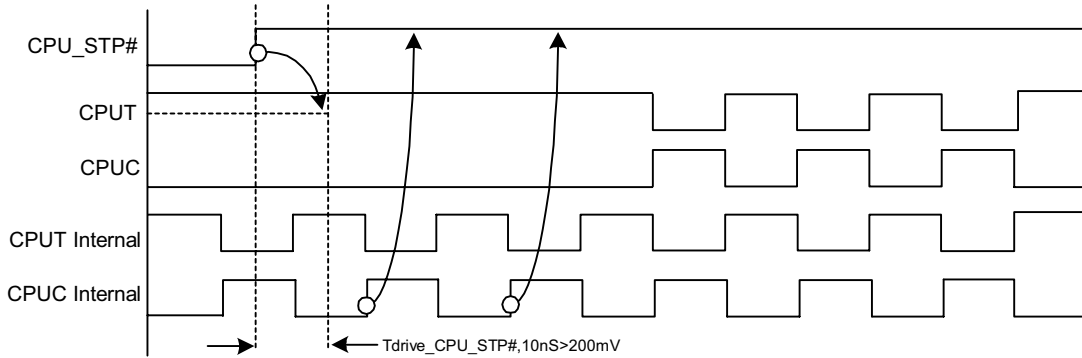 CPU_STP#
CPUT
CPUC
CPUT Internal
CPUC Internal
Tdrive_CPU_STP#,10nS>200mV